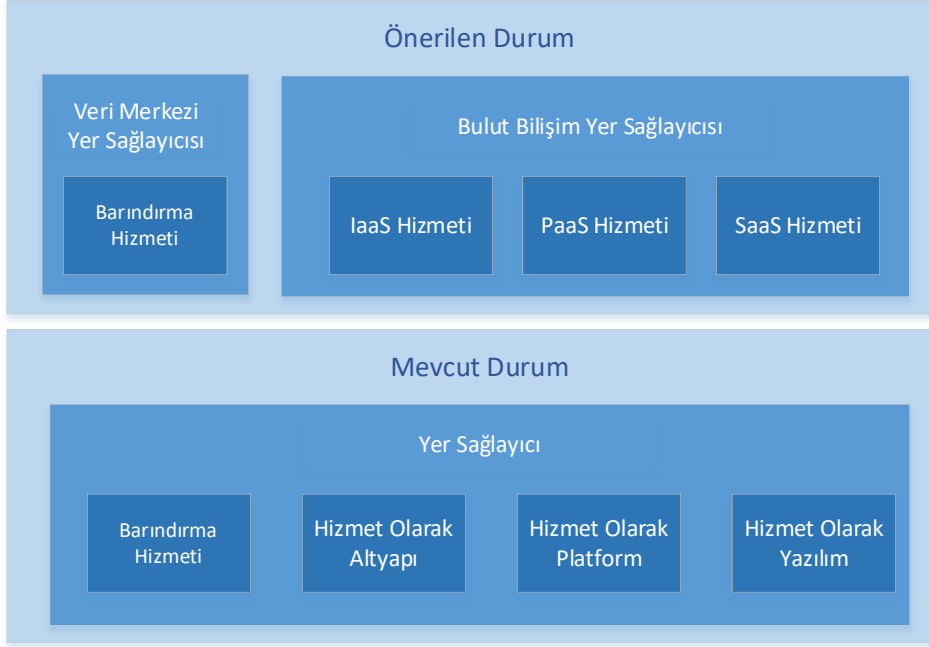 Önerilen Durum
Veri Merkezi
Yer Sağlayıcısı
Barındırma
Hizmeti
Bulut Bilişim Yer Sağlayıcısı
IaaS Hizmeti
PaaS Hizmeti
SaaS Hizmeti
Mevcut Durum
Yer Sağlayıcı
Barındırma
Hizmeti
Hizmet Olarak
Altyapı
Hizmet Olarak
Platform
Hizmet Olarak
Yazılım